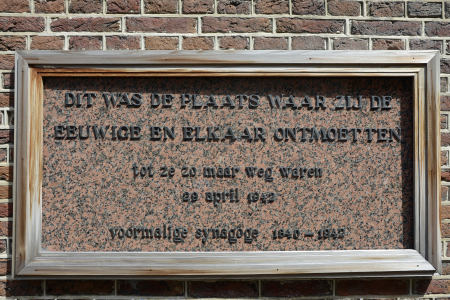 DIT WAS DE PLAATS WAAR ZIJ DE
EEUWIGE EN ELKAAR ONTMOETTEN
tot ze zo maar weg waren
29 april 1942
voormalige synagoge 1840 - 1942